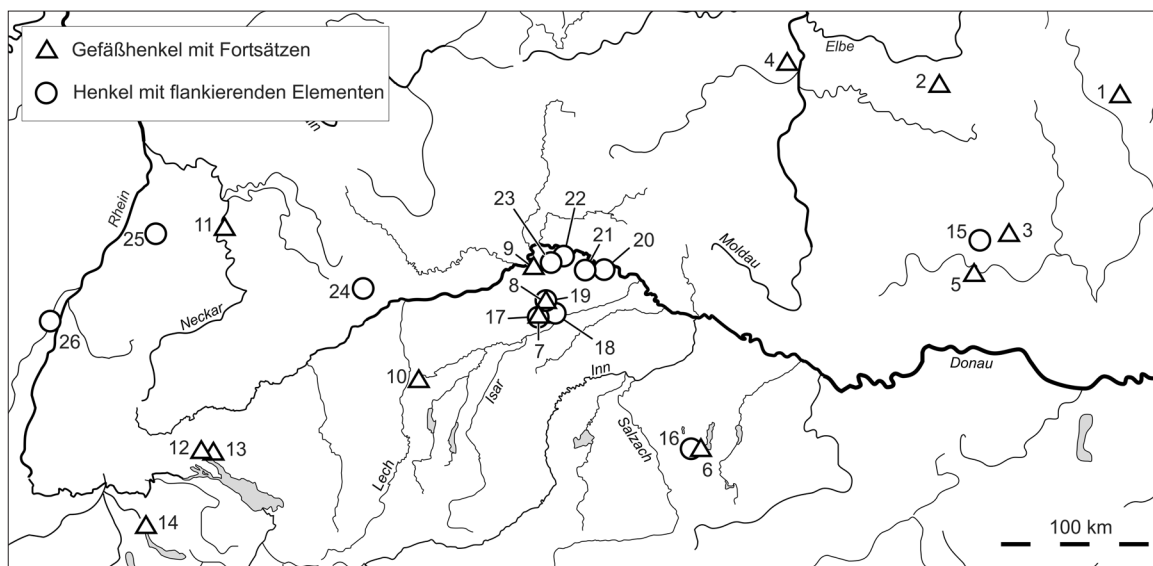 Gefäßhenkel mit Fortsätzen
Henkel mit flankierenden Elementen
4
Elbe
2
1
Rhein
23
22
25
11
9
21
20
15
3
Moldau
5
8
19
24
Neckar
17
18
26
7
Donau
Inn
10
Isar
Salzach
16
6
12
13
Lech
14
100 km